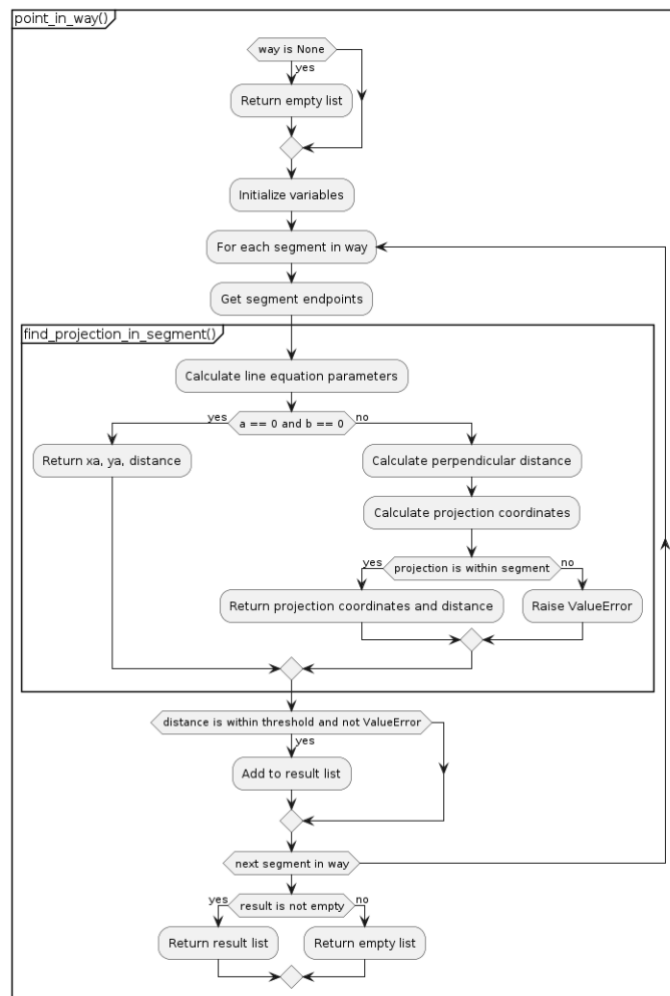 point_in_way()
way is None
yes
Return empty list
Initialize variables
For each segment in way
Get segment endpoints
find_projection_in_segment()
Calculate line equation parameters
yes
a == 0 and b == 0
no
Return xa, ya, distance
Calculate perpendicular distance
Calculate projection coordinates
yes
projection is within segment
no
Return projection coordinates and distance
Raise ValueError
distance is within threshold and not ValueError
yes
Add to result list
next segment in way
yes
result is not empty
no
Return result list
Return empty list